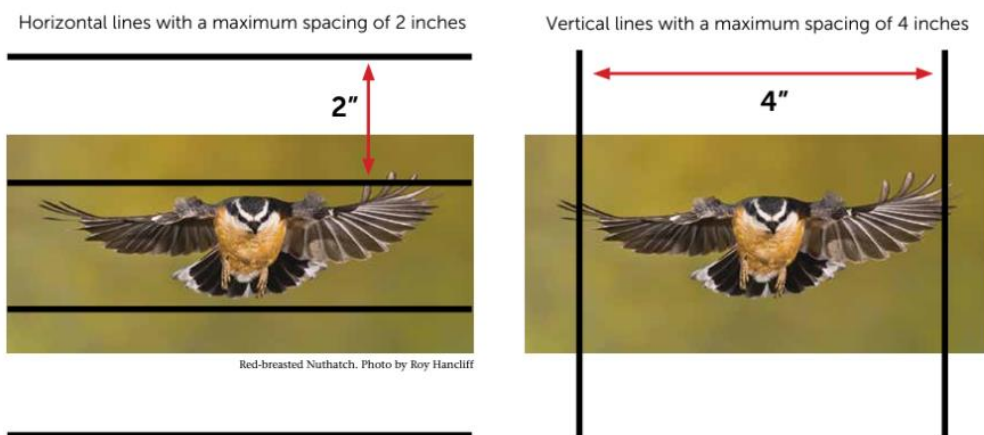 Horizontal lines with a maximum spacing of 2 inches
2″
Red-breasted Nuthatch. Photo by Roy Hancliff
Vertical lines with a maximum spacing of 4 inches
4″